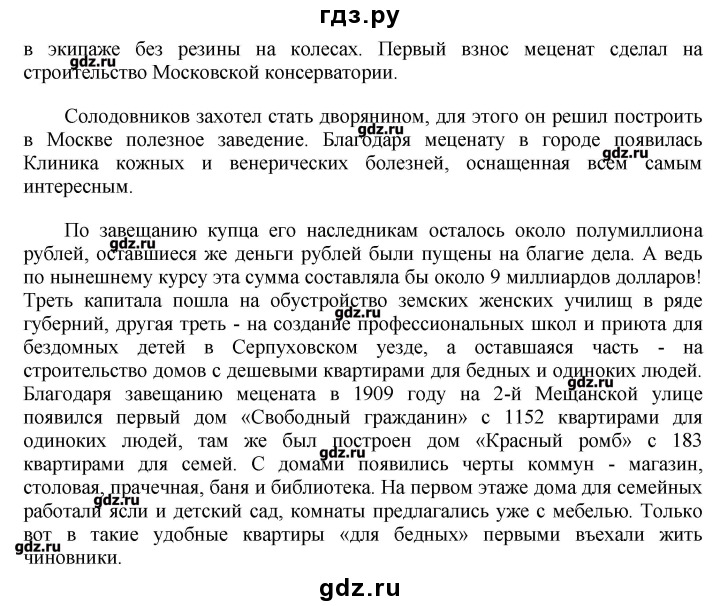 гдз.ру
в экипаже без резины на колесах. Первый взнос меценат сделал на
gdz.ru
строительство Московской консерватории.
Солодовников захотел стать дворянином, для этого он решил построить
gdz.ru
в Москве полезное заведение. Благодаря меценату в городе появилась
gdz.ru
Клиника кожных и венерических болезней, оснащенная всем самым
интересным.
По завещанию купца его наследникам осталось около полумиллиона
gdz.ru
рублей, оставшиеся же деньги рублей были пущены на благие дела. А ведь
по нынешнему курсу эта сумма составляла бы около 9 миллиардов долларов!
Треть капитала пошла на обустройство земских женских училищ в ряде
gdz.ru
губерний, другая треть - на создание профессиональных школ и приюта для
бездомных детей в Серпуховском уезде, а оставшаяся часть - на
строительство домов с дешевыми квартирами для бедных и одиноких людей.
gdz.ru
Благодаря завещанию мецената в 1909 году на 2-й Мещанской улице
появился первый дом «Свободный гражданин» с 1152 квартирами для
одиноких людей, там же был построен дом «Красный ромб» с 183
gdz.ru
квартирами для семей. С домами появились черты коммун - магазин,
столовая, прачечная, баня и библиотека. На первом этаже дома для семейных
gdz.ru
работали ясли и детский сад, комнаты предлагались уже с мебелью. Только
вот в такие удобные квартиры «для бедных» первыми въехали жить
gdz.ru
чиновники.
gdz.ru